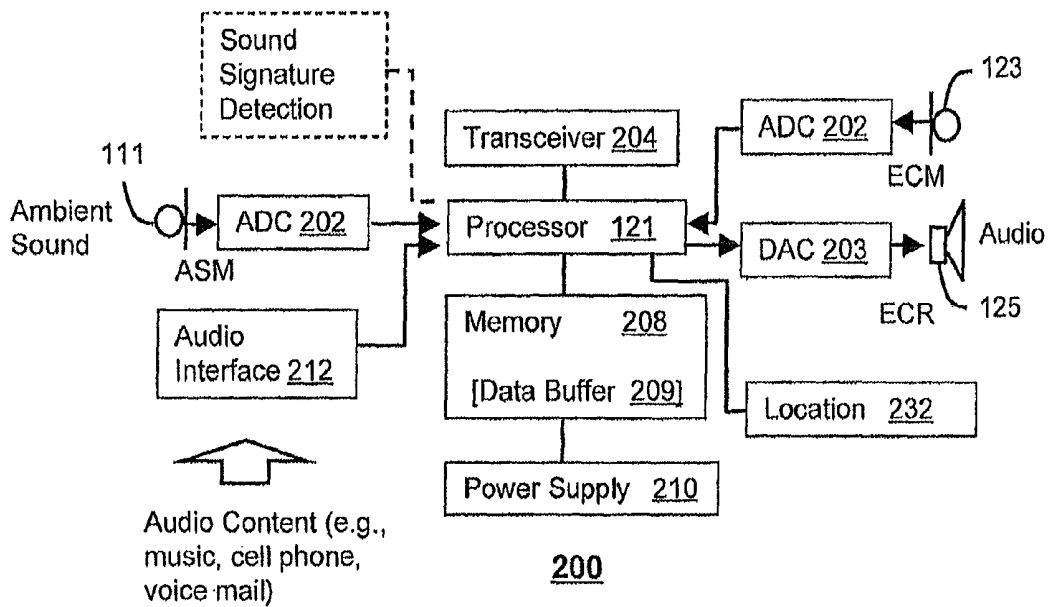 Sound
Signature
Detection
123
Transceiver 204
ADC 202
ECM
111
Ambient
Sound
ADC 202
ASM
Processor 121
DAC 203
Audio
ECR
125
Audio
Interface 212
Memory 208
[Data Buffer 209]
Location 232
Power Supply 210
Audio Content (e.g.,
music, cell phone,
voice mail)
200